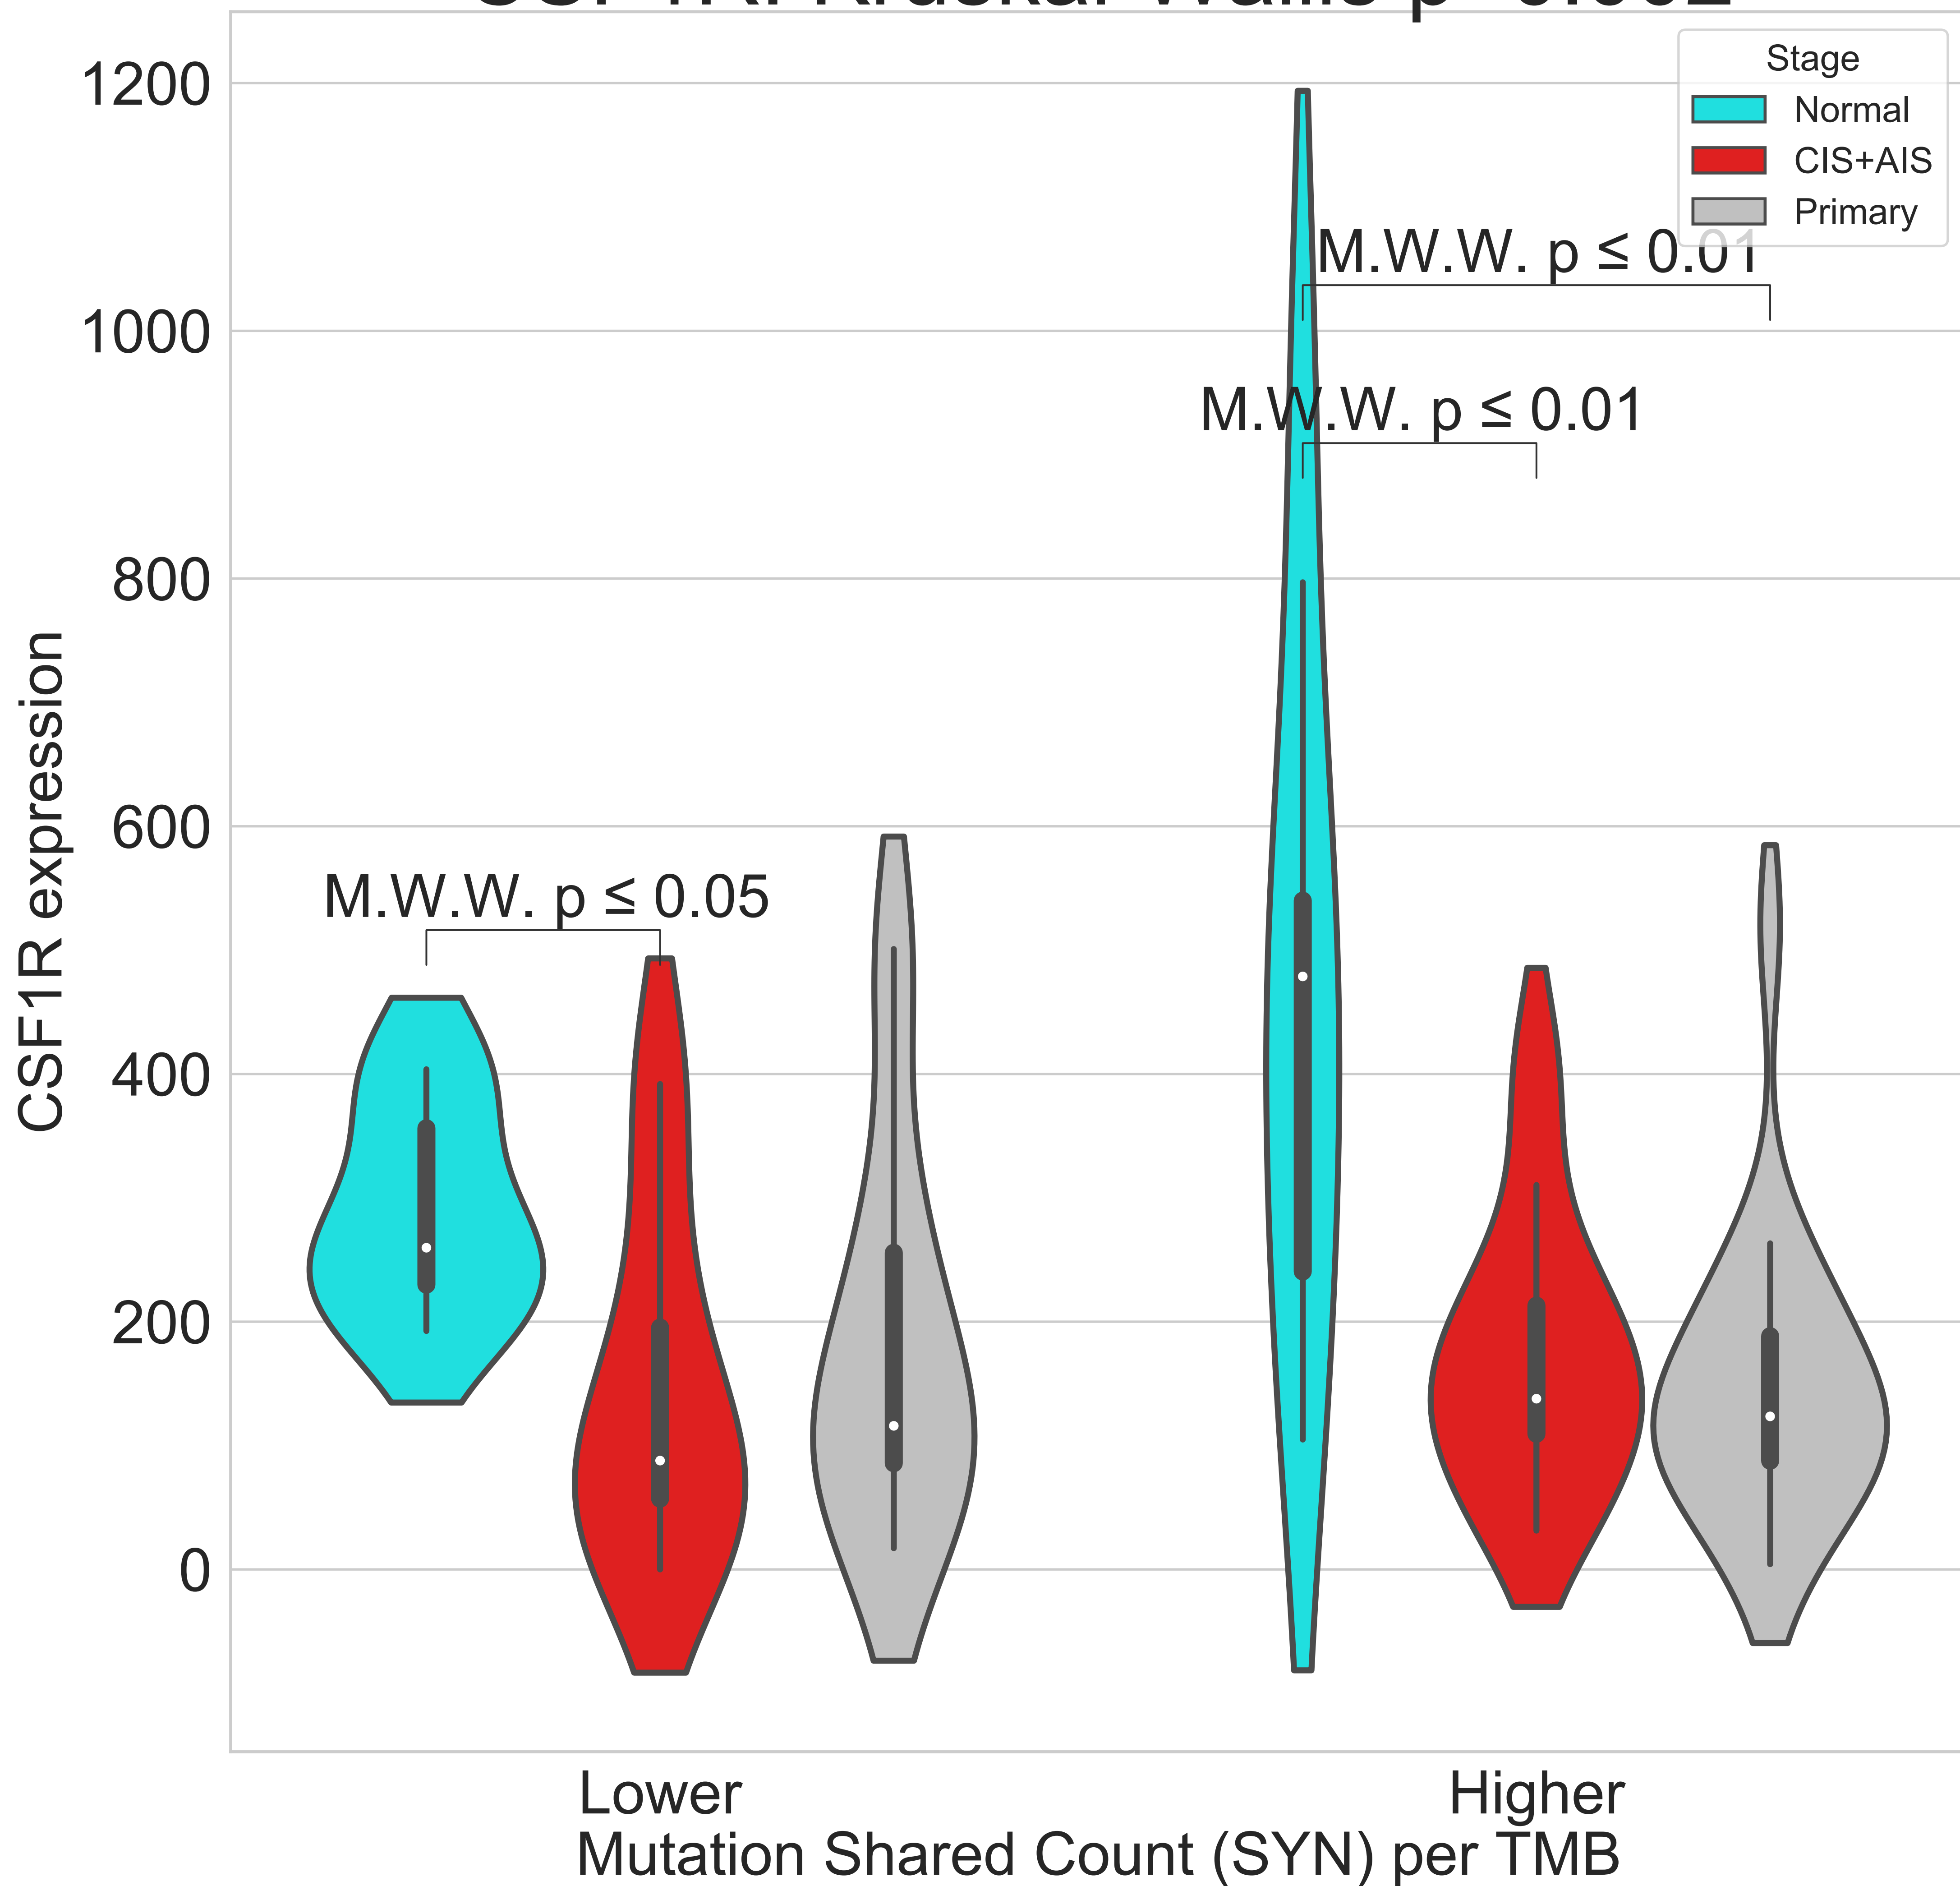 1200
1000
800
600
400
200
0
CSF1R expression
Stage
Normal
CIS+AIS
Primary
M.W.W. p ≤ 0.01
M.W.W. p ≤ 0.01
M.W.W. p ≤ 0.05
Lower
Higher
Mutation Shared Count (SYN) per TMB